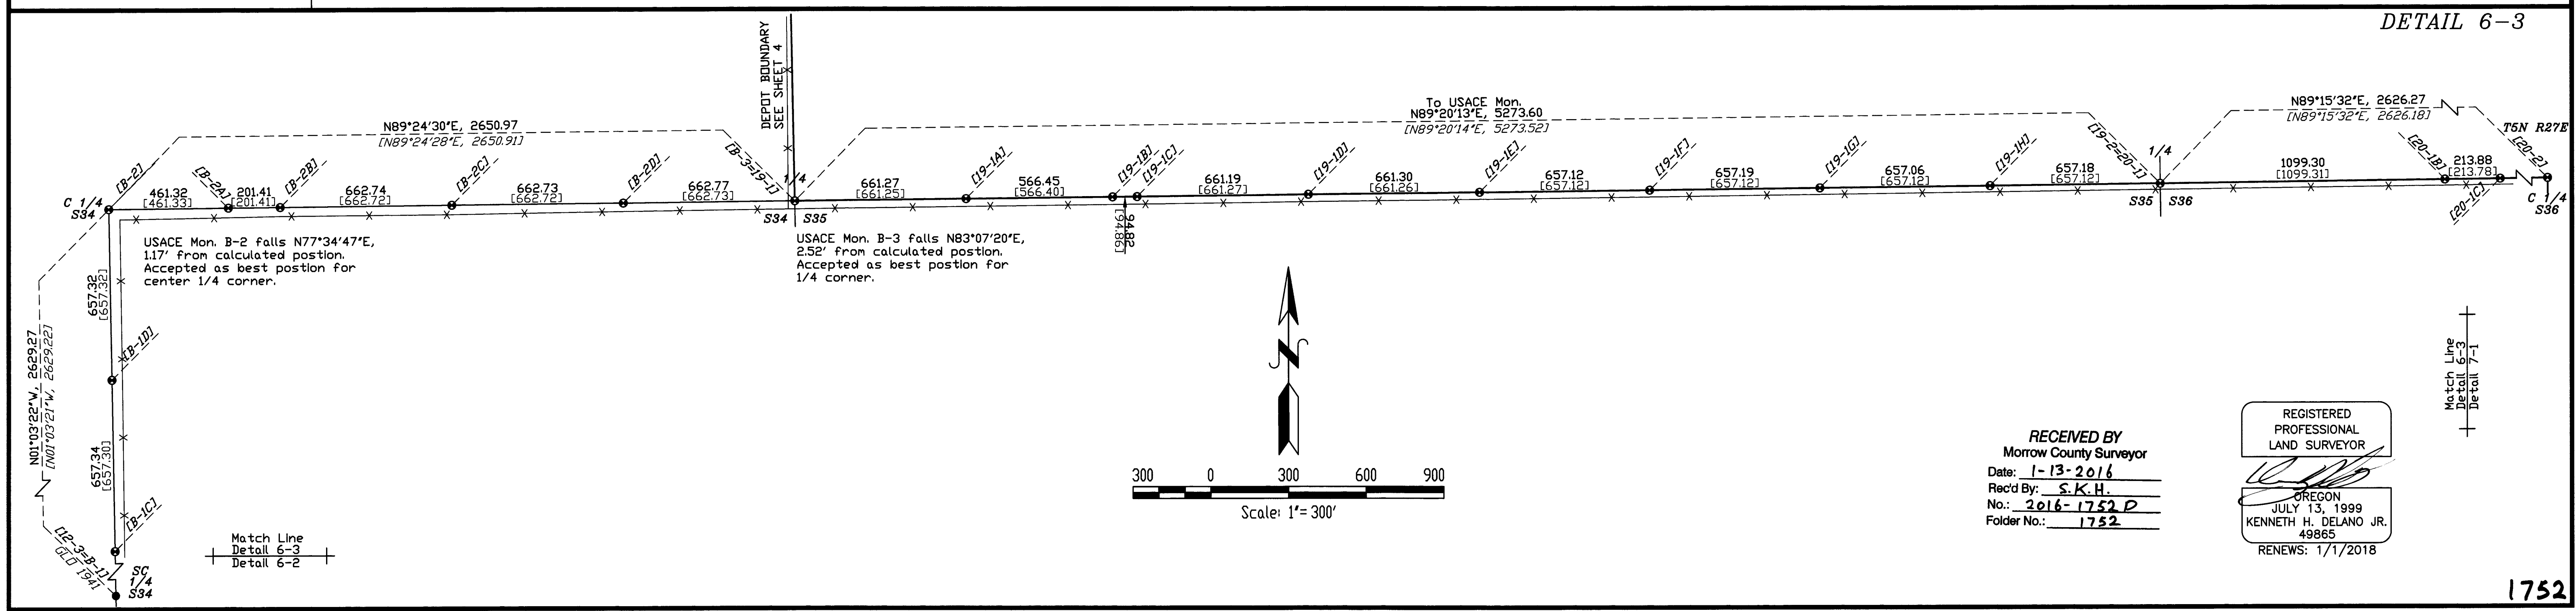 DETAIL 6-3
DEPOT BOUNDARY
SEE SHEET 4
N89°24'30"E, 2650.97
[N89°24'28"E, 2650.91]
To USACE Mon.
N89°20'13"E, 5273.60
[N89°20'14"E, 5273.52]
N89°15'32"E, 2626.27
[N89°15'32"E, 2626.18]
T5N R27E
[B-2]
[B-2A]
[B-2B]
[B-2C]
[B-2D]
[B-3=19-1]
1/4
[19-1A]
[19-1B]
[19-1C]
[19-1D]
[19-1E]
[19-1F]
[19-1G]
[19-1H]
[19-2=20-1]
1/4
[20-1B]
[20-2]
461.32
[461.33]
201.41
[201.41]
662.74
[662.72]
662.73
[662.72]
662.77
[662.73]
661.27
[661.25]
566.45
[566.40]
94.82
[94.86]
661.19
[661.27]
661.30
[661.26]
657.12
[657.12]
657.19
[657.12]
657.06
[657.12]
657.18
[657.12]
1099.30
[1099.31]
213.88
[213.78]
[20-1C]
C 1/4
S34
S34 S35
S35 S36
C 1/4
S36
USACE Mon. B-2 falls N77°34'47"E,
1.17' from calculated postion.
Accepted as best postion for
center 1/4 corner.
USACE Mon. B-3 falls N83°07'20"E,
2.52' from calculated postion.
Accepted as best postion for
1/4 corner.
657.32
[657.32]
[B-1D]
N01°03'22"W, 2629.27
[N01°03'21"W, 2629.22]
657.34
[657.30]
[B-1C]
[12-3=B-1]
GLO 1941
SC
1/4
S34
Match Line
Detail 6-3
Detail 6-2
N
300 0 300 600 900
Scale: 1"= 300'
Match Line
Detail 6-3
Detail 7-1
RECEIVED BY
Morrow County Surveyor
Date: 1-13-2016
Rec'd By: S.K.H.
No.: 2016-1752 D
Folder No.: 1752
REGISTERED
PROFESSIONAL
LAND SURVEYOR
OREGON
JULY 13, 1999
KENNETH H. DELANO JR.
49865
RENEWS: 1/1/2018
1752